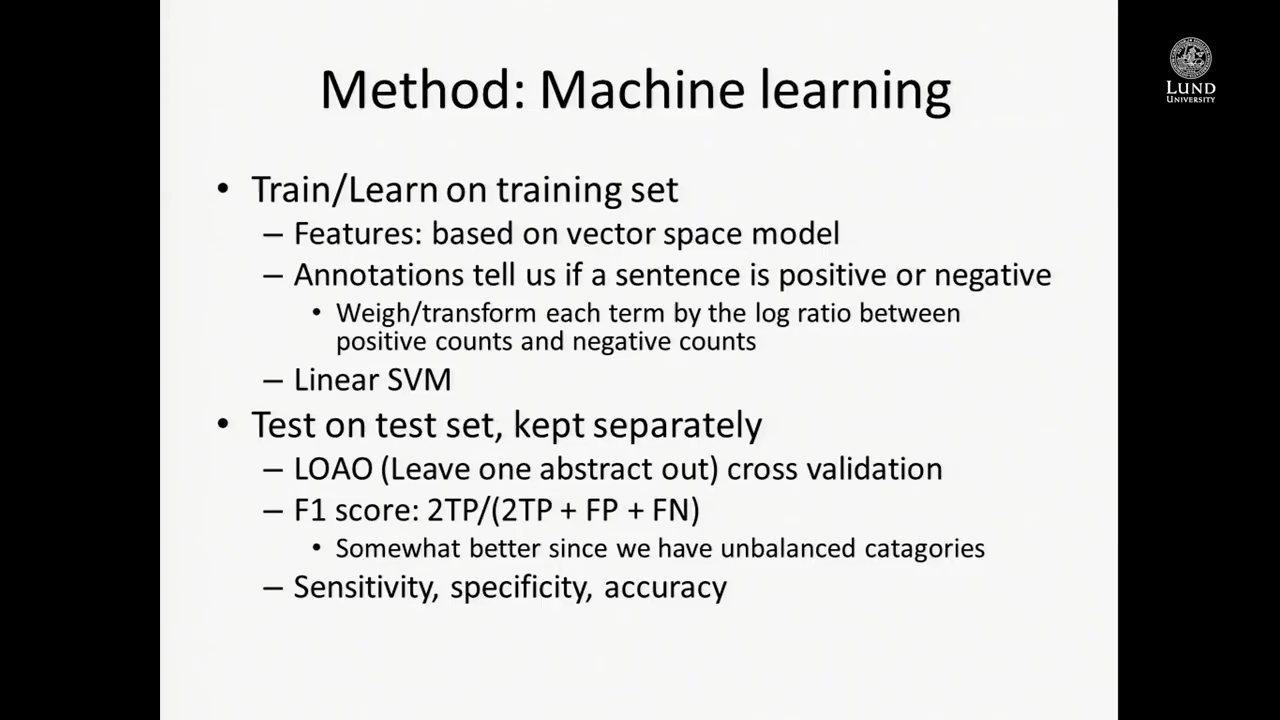 Method: Machine learning
LUND
UNIVERSITY
• Train/Learn on training set
– Features: based on vector space model
– Annotations tell us if a sentence is positive or negative
• Weigh/transform each term by the log ratio between
positive counts and negative counts
– Linear SVM
• Test on test set, kept separately
– LOAO (Leave one abstract out) cross validation
– F1 score: 2TP/(2TP + FP + FN)
• Somewhat better since we have unbalanced catagories
– Sensitivity, specificity, accuracy